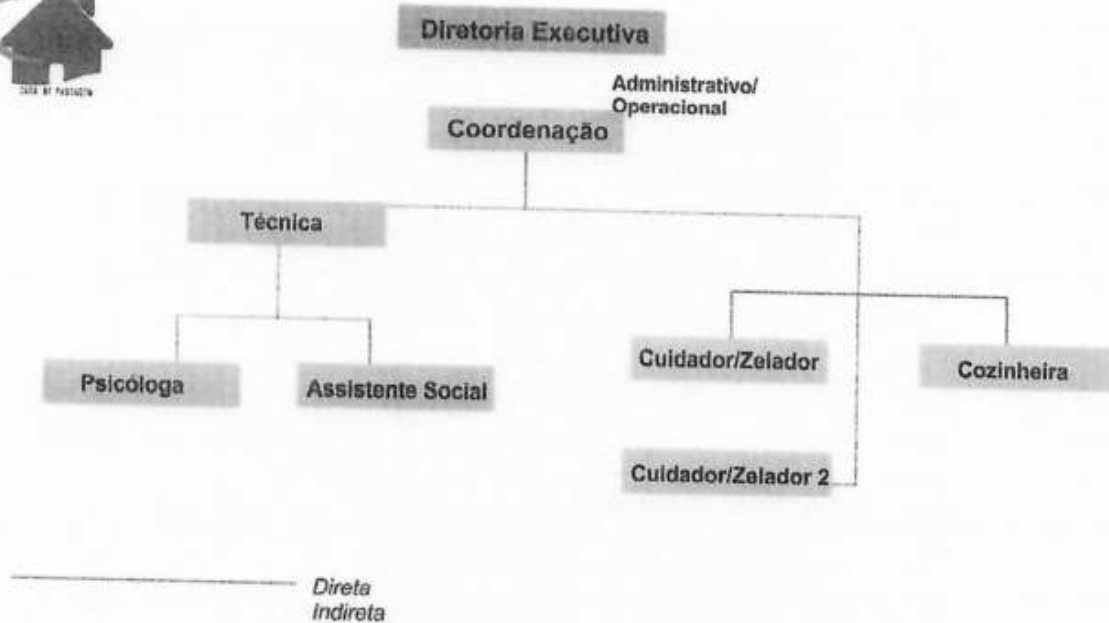 Diretoria Executiva
Administrativo/
Operacional
Coordenação
Técnica
Psicóloga
Assistente Social
Cuidador/Zelador
Cozinheira
Cuidador/Zelador 2
Direta
Indireta